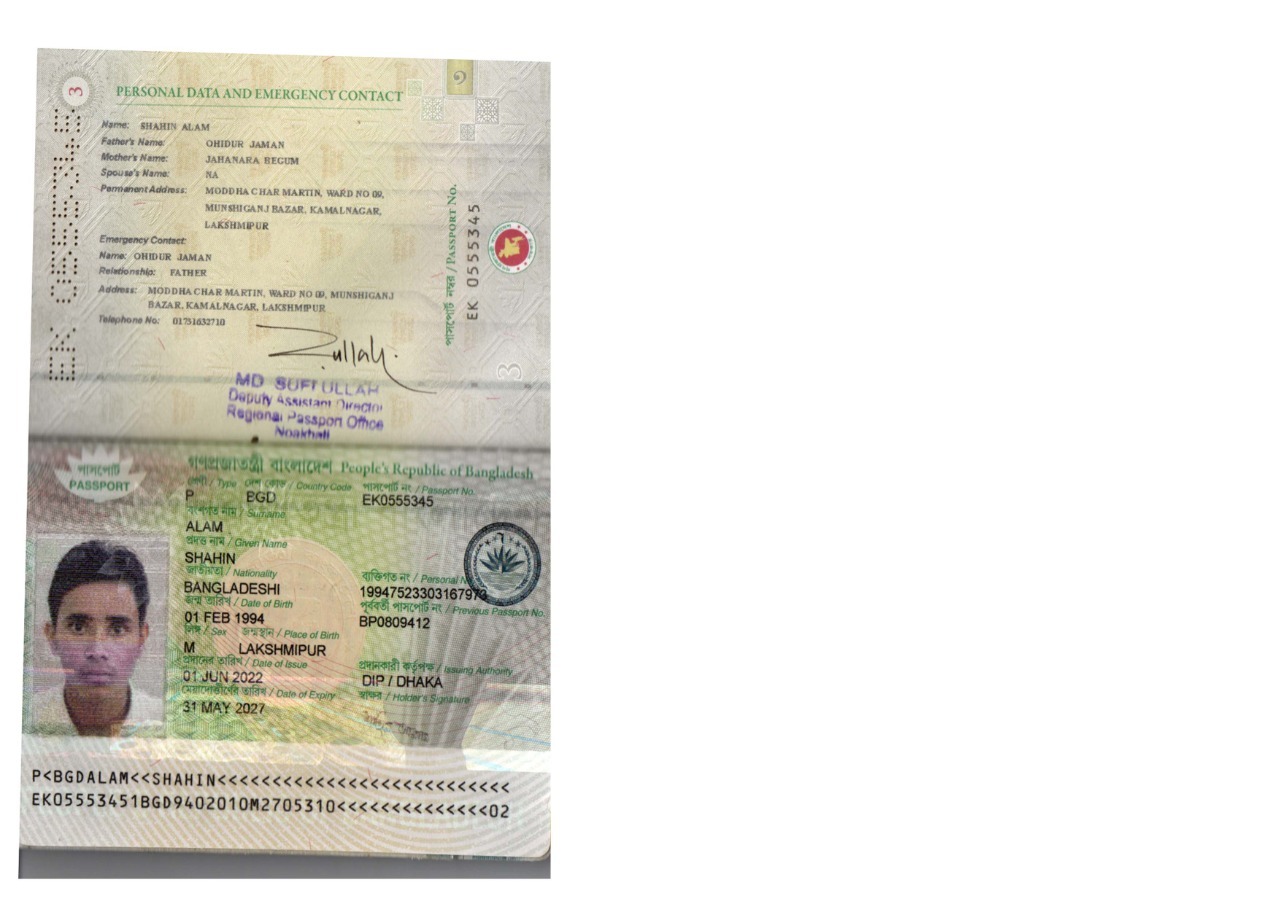 3
PERSONAL DATA AND EMERGENCY CONTACT
১
Name: SHAHIN ALAM
Father's Name: OHIDUR JAMAN
Mother's Name: JAHANARA BEGUM
Spouse's Name: NA
Permanent Address: MODDHA CHAR MARTIN, WARD NO 09,
MUNSHIGANJ BAZAR, KAMALNAGAR,
LAKSHMIPUR
Emergency Contact:
Name: OHIDUR JAMAN
Relationship: FATHER
Address: MODDHA CHAR MARTIN, WARD NO 09, MUNSHIGANJ
BAZAR, KAMALNAGAR, LAKSHMIPUR
Telephone No: 01751632710
EK 0555345
পাসপোর্ট নম্বর / PASSPORT No.
EK 0555345
3
MD SUFI ULLAH
Deputy Assistant Director
Regional Passport Office
Noakhali
পাসপোর্ট
PASSPORT
গণপ্রজাতন্ত্রী বাংলাদেশ People's Republic of Bangladesh
শ্রেণী / Type দেশ কোড / Country Code পাসপোর্ট নং / Passport No.
P BGD EK0555345
বংশগত নাম / Surname
ALAM
প্রদত্ত নাম / Given Name
SHAHIN
জাতীয়তা / Nationality ব্যক্তিগত নং / Personal No.
BANGLADESHI 19947523303167973
জন্ম তারিখ / Date of Birth পূর্ববর্তী পাসপোর্ট নং / Previous Passport No.
01 FEB 1994 BP0809412
লিঙ্গ / Sex জন্মস্থান / Place of Birth
M LAKSHMIPUR
প্রদানের তারিখ / Date of Issue প্রদানকারী কর্তৃপক্ষ / Issuing Authority
01 JUN 2022 DIP / DHAKA
মেয়াদোত্তীর্ণের তারিখ / Date of Expiry স্বাক্ষর / Holder's Signature
31 MAY 2027
P<BGDALAM<<SHAHIN<<<<<<<<<<<<<<<<<<<<<<<<<<<
EK05553451BGD9402010M2705310<<<<<<<<<<<<<<02